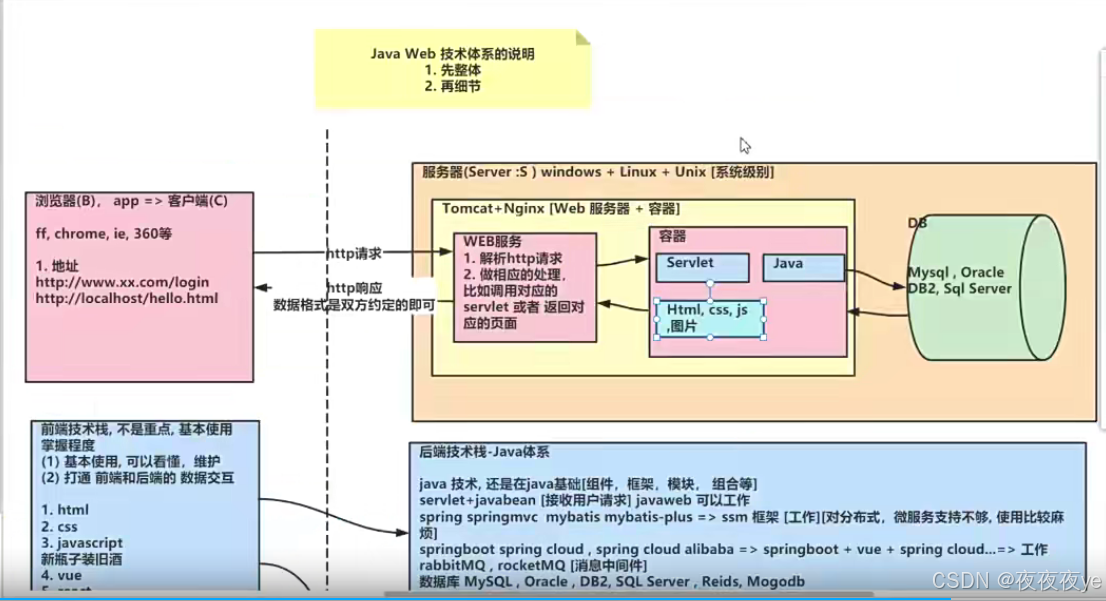 Java Web 技术体系的说明
1. 先整体
2. 再细节
浏览器(B)， app => 客户端(C)
ff, chrome, ie, 360等
1. 地址
http://www.xx.com/login
http://localhost/hello.html
http请求
http响应
数据格式是双方约定的即可
服务器(Server :S ) windows + Linux + Unix [系统级别]
Tomcat+Nginx [Web 服务器 + 容器]
WEB服务
1. 解析http请求
2. 做相应的处理，
比如调用对应的
servlet 或者 返回对
应的页面
容器
Servlet
Java
Html, css, js
,图片
DB
Mysql , Oracle
DB2, Sql Server
前端技术栈, 不是重点, 基本使用
掌握程度
(1) 基本使用, 可以看懂，维护
(2) 打通 前端和后端的 数据交互
1. html
2. css
3. javascript
新瓶子装旧酒
4. vue
后端技术栈-Java体系
java 技术, 还是在java基础[组件，框架，模块， 组合等]
servlet+javabean [接收用户请求] javaweb 可以工作
spring springmvc mybatis mybatis-plus => ssm 框架 [工作][对分布式，微服务支持不够, 使用比较麻
烦]
springboot spring cloud , spring cloud alibaba => springboot + vue + spring cloud...=> 工作
rabbitMQ , rocketMQ [消息中间件]
数据库 MySQL , Oracle , DB2, SQL Server , Reids, Mogodb
CSDN @夜夜夜ye